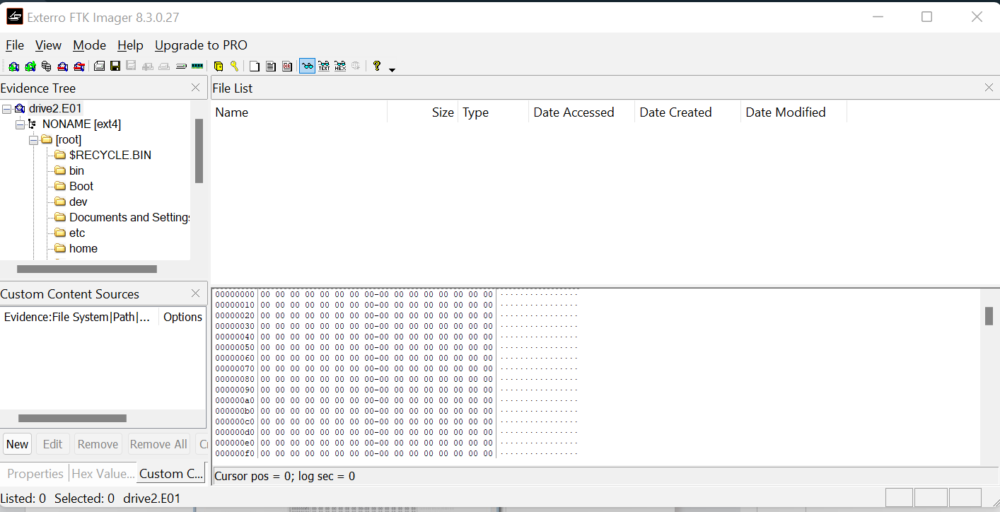 Exterro FTK Imager 8.3.0.27
File View Mode Help Upgrade to PRO
TEXT HEX
Evidence Tree
File List
drive2.E01
NONAME [ext4]
[root]
$RECYCLE.BIN
bin
Boot
dev
Documents and Settings
etc
home
Name Size Type Date Accessed Date Created Date Modified
Custom Content Sources
Evidence:File System|Path|... Options
New Edit Remove Remove All
Properties Hex Value... Custom C...
00000000 00 00 00 00 00 00 00 00-00 00 00 00 00 00 00 00 ················
00000010 00 00 00 00 00 00 00 00-00 00 00 00 00 00 00 00 ················
00000020 00 00 00 00 00 00 00 00-00 00 00 00 00 00 00 00 ················
00000030 00 00 00 00 00 00 00 00-00 00 00 00 00 00 00 00 ················
00000040 00 00 00 00 00 00 00 00-00 00 00 00 00 00 00 00 ················
00000050 00 00 00 00 00 00 00 00-00 00 00 00 00 00 00 00 ················
00000060 00 00 00 00 00 00 00 00-00 00 00 00 00 00 00 00 ················
00000070 00 00 00 00 00 00 00 00-00 00 00 00 00 00 00 00 ················
00000080 00 00 00 00 00 00 00 00-00 00 00 00 00 00 00 00 ················
00000090 00 00 00 00 00 00 00 00-00 00 00 00 00 00 00 00 ················
000000a0 00 00 00 00 00 00 00 00-00 00 00 00 00 00 00 00 ················
000000b0 00 00 00 00 00 00 00 00-00 00 00 00 00 00 00 00 ················
000000c0 00 00 00 00 00 00 00 00-00 00 00 00 00 00 00 00 ················
000000d0 00 00 00 00 00 00 00 00-00 00 00 00 00 00 00 00 ················
000000e0 00 00 00 00 00 00 00 00-00 00 00 00 00 00 00 00 ················
000000f0 00 00 00 00 00 00 00 00-00 00 00 00 00 00 00 00 ················
Cursor pos = 0; log sec = 0
Listed: 0 Selected: 0 drive2.E01